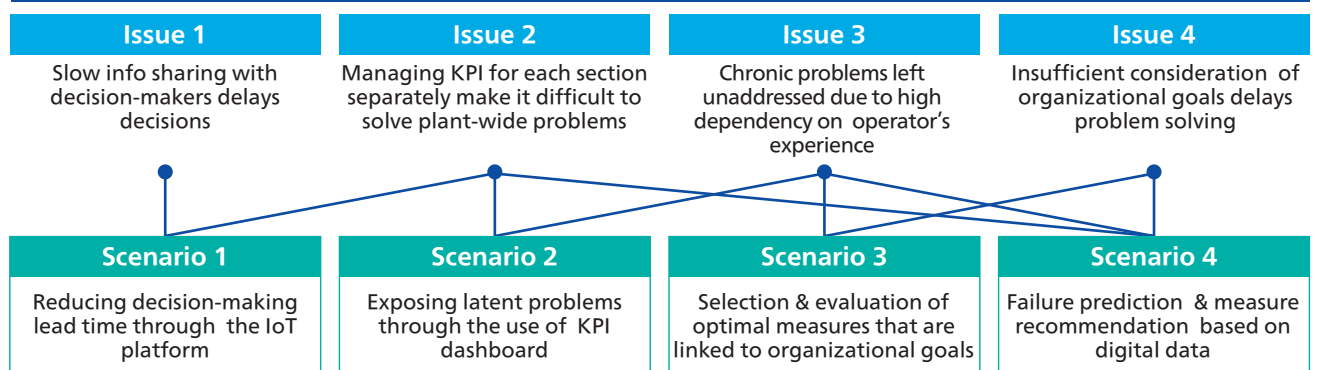 Issue 1
Slow info sharing with
decision-makers delays
decisions
Issue 2
Managing KPI for each section
separately make it difficult to
solve plant-wide problems
Issue 3
Chronic problems left
unaddressed due to high
dependency on operator's
experience
Issue 4
Insufficient consideration of
organizational goals delays
problem solving
Scenario 1
Reducing decision-making
lead time through the IoT
platform
Scenario 2
Exposing latent problems
through the use of KPI
dashboard
Scenario 3
Selection & evaluation of
optimal measures that are
linked to organizational goals
Scenario 4
Failure prediction & measure
recommendation based on
digital data